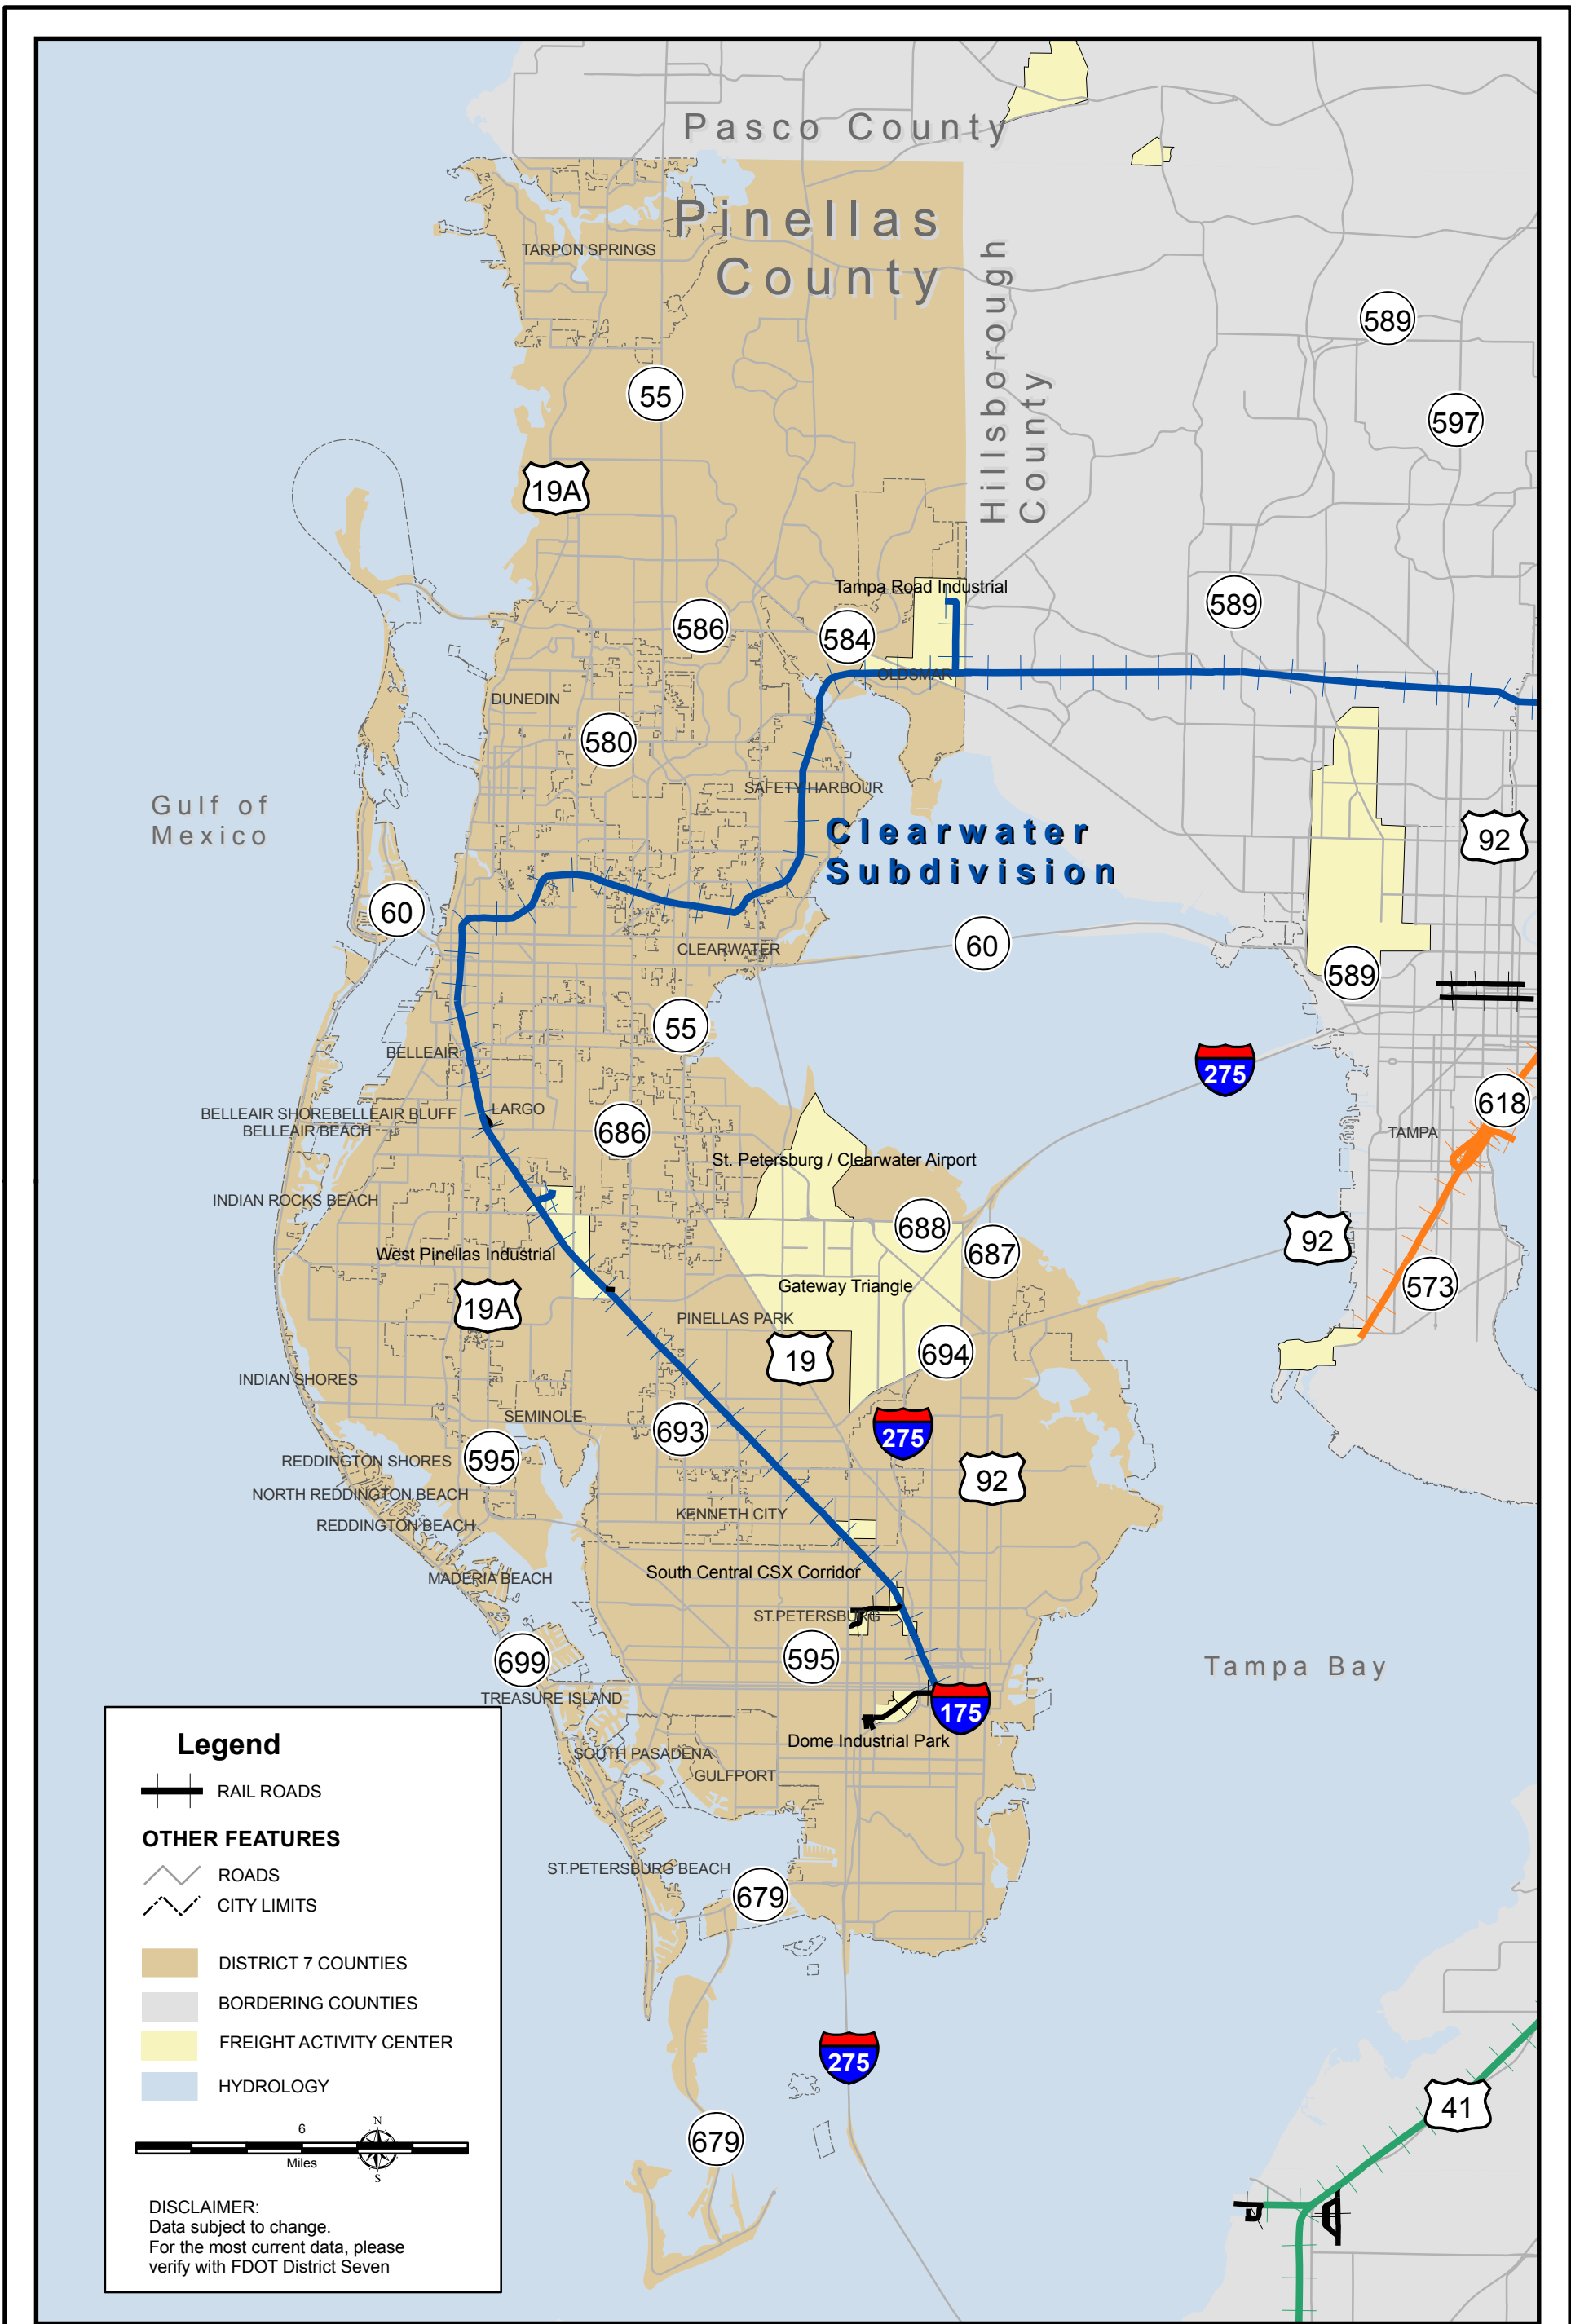 Pasco County
Pinellas
County
TARPON SPRINGS
Hillsborough
County
589
55
597
19A
Tampa Road Industrial
589
586
584
OLDSMAR
DUNEDIN
580
SAFETY HARBOUR
Gulf of
Mexico
Clearwater
Subdivision
92
60
60
CLEARWATER
589
55
BELLEAIR
275
618
BELLEAIR SHOREBELLEAIR BLUFF
LARGO
BELLEAIR BEACH
686
TAMPA
St. Petersburg / Clearwater Airport
INDIAN ROCKS BEACH
688
687
92
West Pinellas Industrial
Gateway Triangle
573
19A
PINELLAS PARK
19
694
INDIAN SHORES
SEMINOLE
693
275
REDDINGTON SHORES
595
92
NORTH REDDINGTON BEACH
KENNETH CITY
REDDINGTON BEACH
South Central CSX Corridor
MADERIA BEACH
ST.PETERSBURG
699
595
Tampa Bay
TREASURE ISLAND
175
Dome Industrial Park
SOUTH PASADENA
GULFPORT
ST.PETERSBURG BEACH
679
275
41
679
Legend
RAIL ROADS
OTHER FEATURES
ROADS
CITY LIMITS
DISTRICT 7 COUNTIES
BORDERING COUNTIES
FREIGHT ACTIVITY CENTER
HYDROLOGY
6
N
Miles
S
DISCLAIMER:
Data subject to change.
For the most current data, please
verify with FDOT District Seven